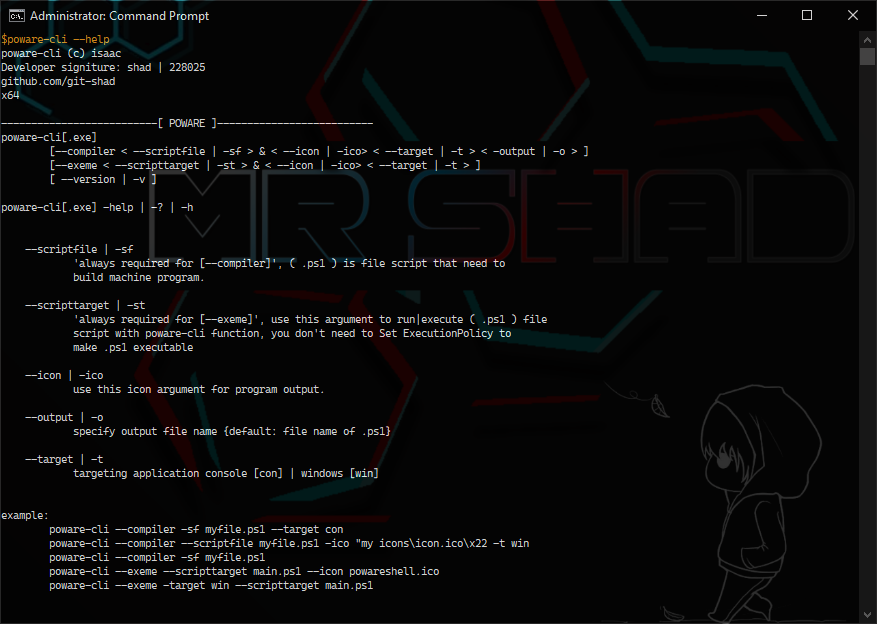 Administrator: Command Prompt
$poware-cli --help
poware-cli (c) isaac
Developer signiture: shad | 228025
github.com/git-shad
x64
--------------------------[ POWARE ]--------------------------
poware-cli[.exe]
[--compiler < --scriptfile | -sf > & < --icon | -ico> < --target | -t > < -output | -o > ]
[--exeme < --scripttarget | -st > & < --icon | -ico> < --target | -t > ]
[ --version | -v ]
poware-cli[.exe] -help | -? | -h
MR SHAD
--scriptfile | -sf
'always required for [--compiler]', ( .ps1 ) is file script that need to
build machine program.
--scripttarget | -st
'always required for [--exeme]', use this argument to run|execute ( .ps1 ) file
script with poware-cli function, you don't need to Set ExecutionPolicy to
make .ps1 executable
--icon | -ico
use this icon argument for program output.
--output | -o
specify output file name {default: file name of .ps1}
--target | -t
targeting application console [con] | windows [win]
example:
poware-cli --compiler -sf myfile.ps1 --target con
poware-cli --compiler --scriptfile myfile.ps1 -ico "my icons\icon.ico\x22 -t win
poware-cli --compiler -sf myfile.ps1
poware-cli --exeme --scripttarget main.ps1 --icon powareshell.ico
poware-cli --exeme -target win --scripttarget main.ps1